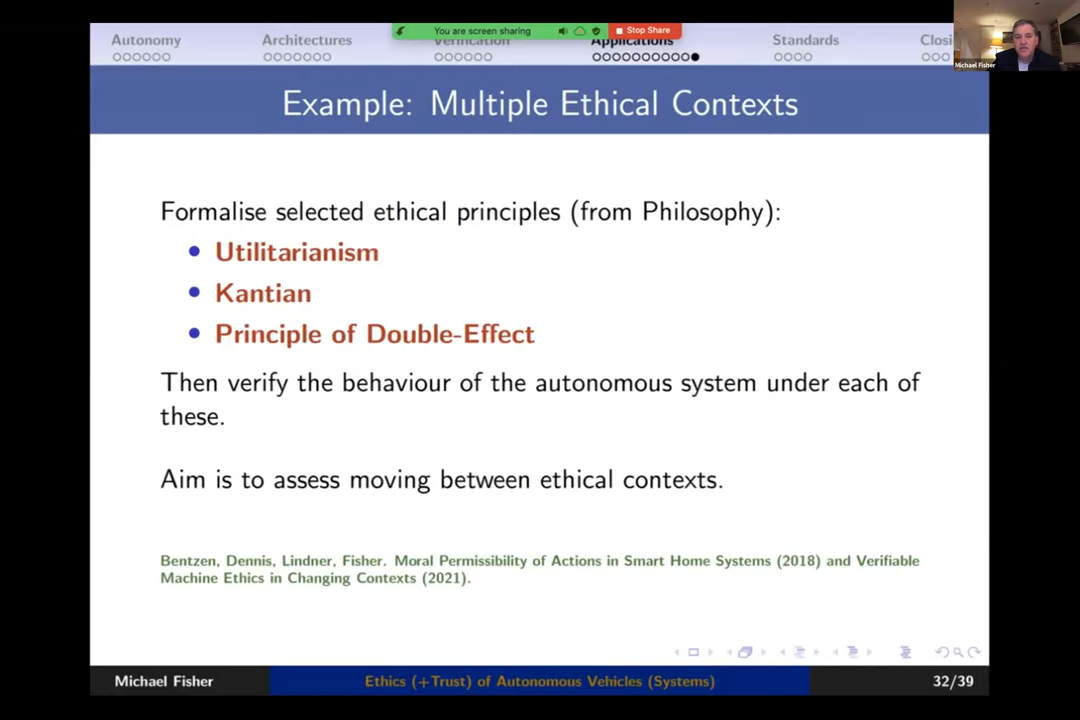 You are screen sharing
Stop Share
Autonomy Architectures Verification Applications Standards Closi
Michael Fisher
Example: Multiple Ethical Contexts
Formalise selected ethical principles (from Philosophy):
• Utilitarianism
• Kantian
• Principle of Double-Effect
Then verify the behaviour of the autonomous system under each of
these.
Aim is to assess moving between ethical contexts.
Bentzen, Dennis, Lindner, Fisher. Moral Permissibility of Actions in Smart Home Systems (2018) and Verifiable
Machine Ethics in Changing Contexts (2021).
Michael Fisher Ethics (+Trust) of Autonomous Vehicles (Systems) 32/39